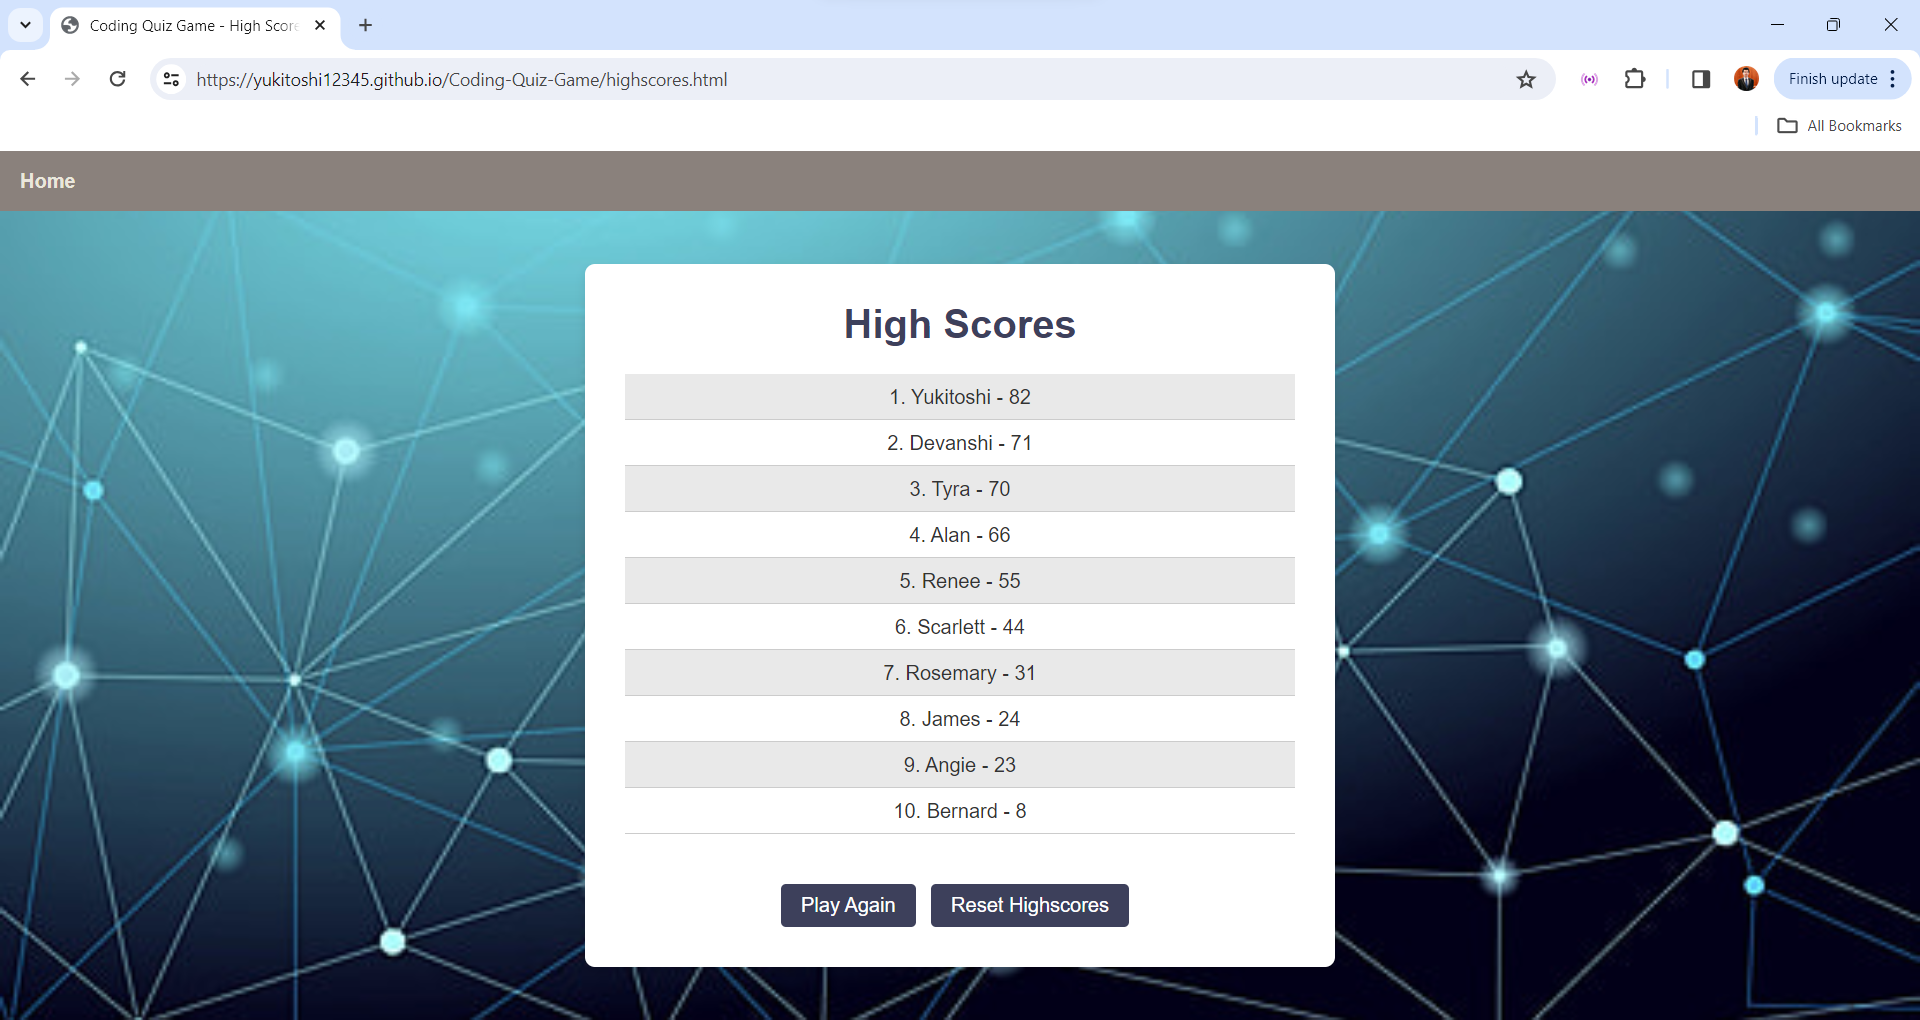 Coding Quiz Game - High Score
https://yukitoshi12345.github.io/Coding-Quiz-Game/highscores.html
Finish update
All Bookmarks
Home
High Scores
1. Yukitoshi - 82
2. Devanshi - 71
3. Tyra - 70
4. Alan - 66
5. Renee - 55
6. Scarlett - 44
7. Rosemary - 31
8. James - 24
9. Angie - 23
10. Bernard - 8
Play Again
Reset Highscores